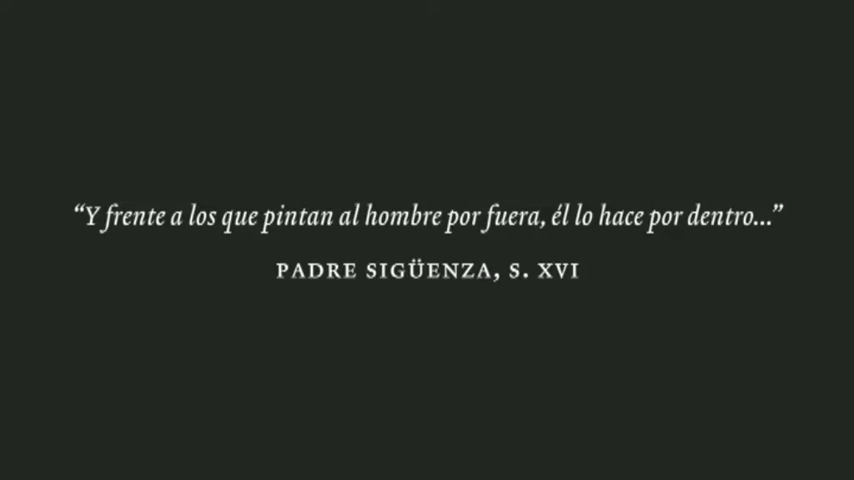 “Y frente a los que pintan al hombre por fuera, él lo hace por dentro...”
PADRE SIGÜENZA, S. XVI